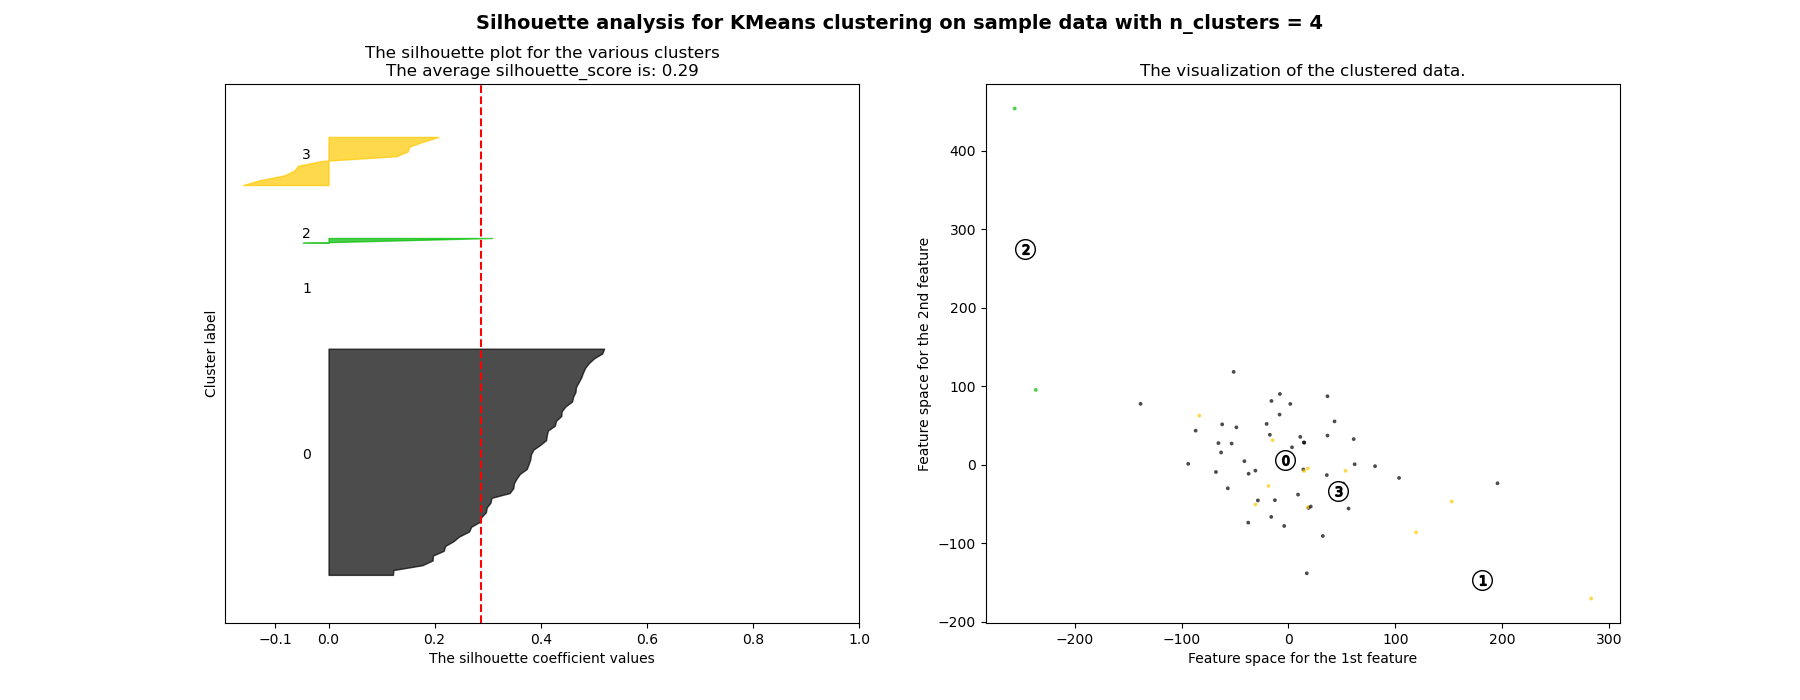 Silhouette analysis for KMeans clustering on sample data with n_clusters = 4
The silhouette plot for the various clusters
The average silhouette_score is: 0.29
Cluster label
3
2
1
0
−0.1 0.0 0.2 0.4 0.6 0.8 1.0
The silhouette coefficient values
The visualization of the clustered data.
Feature space for the 2nd feature
400
300
200
100
0
−100
−200
2
0
3
1
−200 −100 0 100 200 300
Feature space for the 1st feature